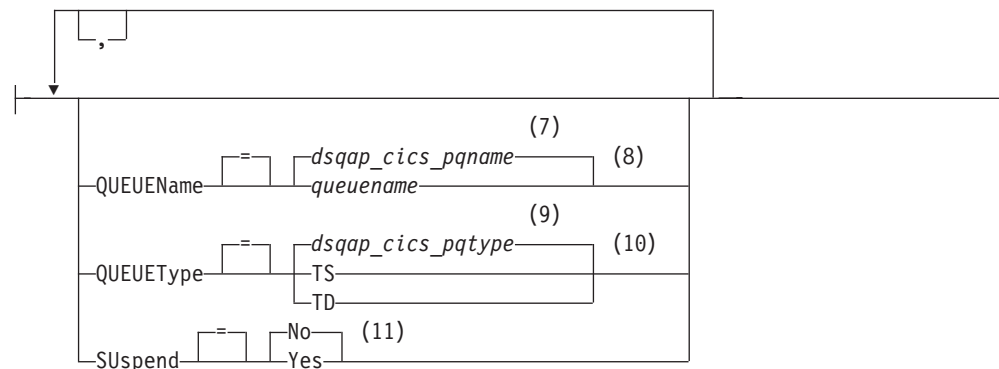 ,
(7)
= dsqap_cics_pqname (8)
QUEUEName queuename
(9)
= dsqap_cics_pqtype (10)
QUEUEType TS
TD
= No (11)
SUspend Yes